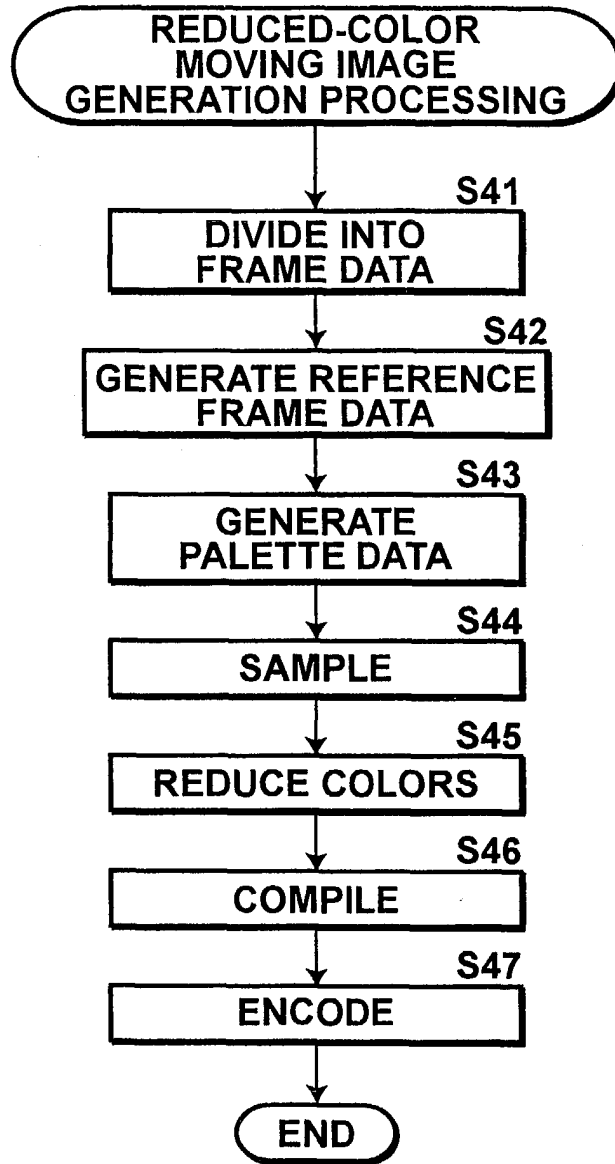 REDUCED-COLOR
MOVING IMAGE
GENERATION PROCESSING
S41
DIVIDE INTO
FRAME DATA
S42
GENERATE REFERENCE
FRAME DATA
S43
GENERATE
PALETTE DATA
S44
SAMPLE
S45
REDUCE COLORS
S46
COMPILE
S47
ENCODE
END